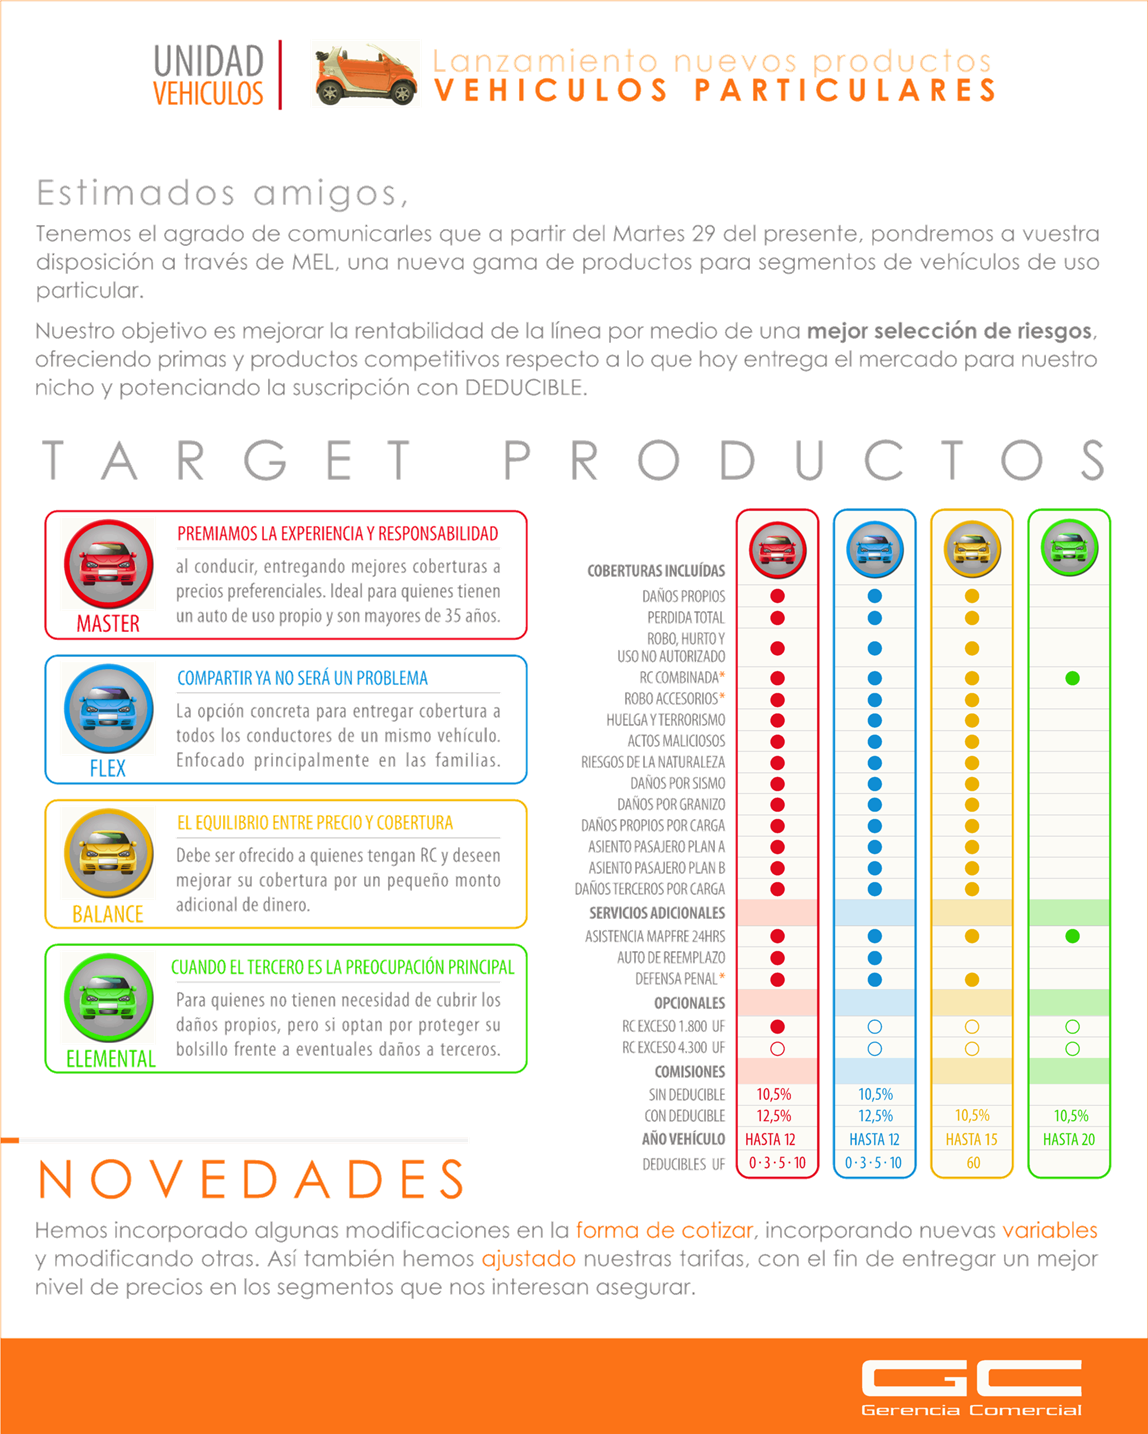 UNIDAD
VEHICULOS
Lanzamiento nuevos productos
VEHICULOS PARTICULARES
Estimados amigos,
Tenemos el agrado de comunicarles que a partir del Martes 29 del presente, pondremos a vuestra
disposición a través de MEL, una nueva gama de productos para segmentos de vehículos de uso
particular.
Nuestro objetivo es mejorar la rentabilidad de la línea por medio de una mejor selección de riesgos,
ofreciendo primas y productos competitivos respecto a lo que hoy entrega el mercado para nuestro
nicho y potenciando la suscripción con DEDUCIBLE.
TARGET PRODUCTOS
MASTER
PREMIAMOS LA EXPERIENCIA Y RESPONSABILIDAD
al conducir, entregando mejores coberturas a
precios preferenciales. Ideal para quienes tienen
un auto de uso propio y son mayores de 35 años.
FLEX
COMPARTIR YA NO SERÁ UN PROBLEMA
La opción concreta para entregar cobertura a
todos los conductores de un mismo vehículo.
Enfocado principalmente en las familias.
BALANCE
EL EQUILIBRIO ENTRE PRECIO Y COBERTURA
Debe ser ofrecido a quienes tengan RC y deseen
mejorar su cobertura por un pequeño monto
adicional de dinero.
ELEMENTAL
CUANDO EL TERCERO ES LA PREOCUPACIÓN PRINCIPAL
Para quienes no tienen necesidad de cubrir los
daños propios, pero si optan por proteger su
bolsillo frente a eventuales daños a terceros.
COBERTURAS INCLUÍDAS
DAÑOS PROPIOS
PERDIDA TOTAL
ROBO, HURTO Y
USO NO AUTORIZADO
RC COMBINADA*
ROBO ACCESORIOS*
HUELGA Y TERRORISMO
ACTOS MALICIOSOS
RIESGOS DE LA NATURALEZA
DAÑOS POR SISMO
DAÑOS POR GRANIZO
DAÑOS PROPIOS POR CARGA
ASIENTO PASAJERO PLAN A
ASIENTO PASAJERO PLAN B
DAÑOS TERCEROS POR CARGA
SERVICIOS ADICIONALES
ASISTENCIA MAPFRE 24HRS
AUTO DE REEMPLAZO
DEFENSA PENAL*
OPCIONALES
RC EXCESO 1.800 UF
RC EXCESO 4.300 UF
COMISIONES
SIN DEDUCIBLE 10,5% 10,5%
CON DEDUCIBLE 12,5% 12,5% 10,5% 10,5%
AÑO VEHÍCULO HASTA 12 HASTA 12 HASTA 15 HASTA 20
DEDUCIBLES UF 0·3·5·10 0·3·5·10 60
NOVEDADES
Hemos incorporado algunas modificaciones en la forma de cotizar, incorporando nuevas variables
y modificando otras. Así también hemos ajustado nuestras tarifas, con el fin de entregar un mejor
nivel de precios en los segmentos que nos interesan asegurar.
GC
Gerencia Comercial